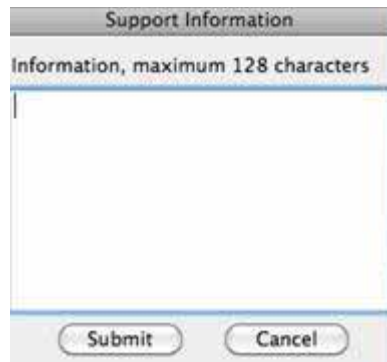 Support Information
Information, maximum 128 characters
Submit Cancel